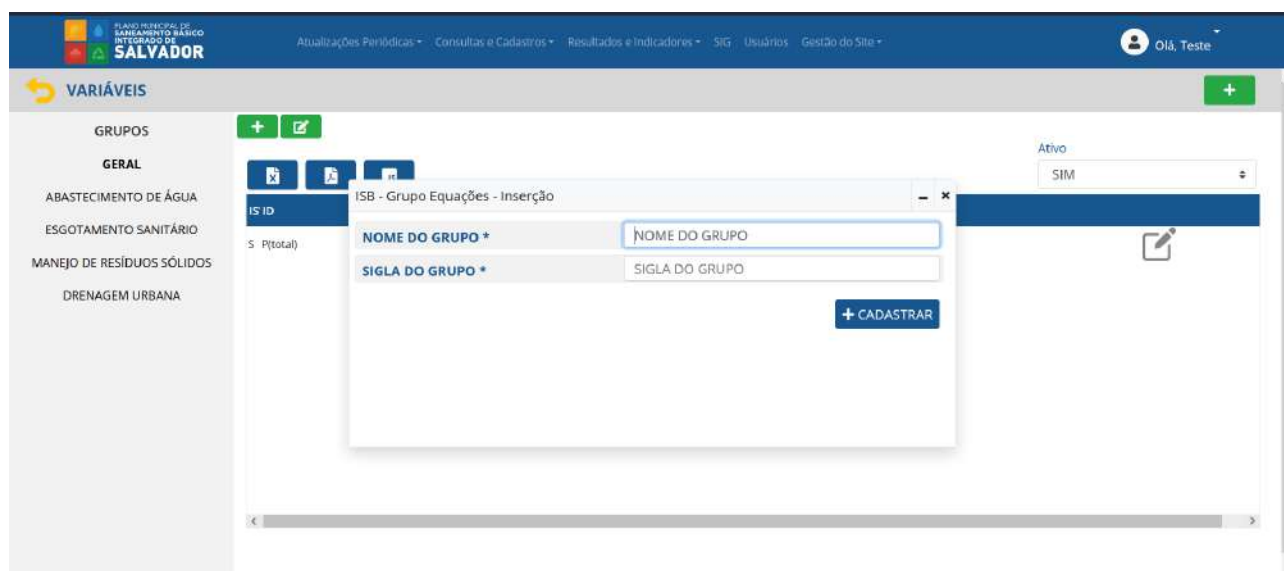 PLANO MUNICIPAL DE
SANEAMENTO BÁSICO
INTEGRADO DE
SALVADOR
Atualizações Periódicas Consultas e Cadastros Resultados e Indicadores SIG Usuários Gestão do Site
Olá, Teste
VARIÁVEIS
+
GRUPOS
GERAL
ABASTECIMENTO DE ÁGUA
ESGOTAMENTO SANITÁRIO
MANEJO DE RESÍDUOS SÓLIDOS
DRENAGEM URBANA
+
Ativo
SIM
IS ID
S P(total)
ISB - Grupo Equações - Inserção
NOME DO GRUPO * NOME DO GRUPO
SIGLA DO GRUPO * SIGLA DO GRUPO
+ CADASTRAR